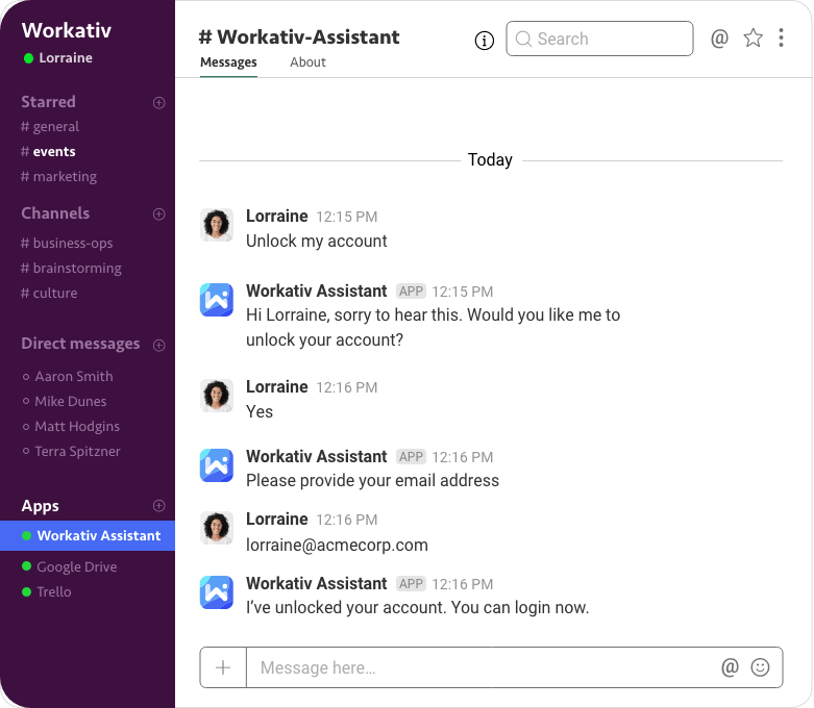 Workativ
Lorraine
Starred
# general
# events
# marketing
Channels
# business-ops
# brainstorming
# culture
Direct messages
Aaron Smith
Mike Dunes
Matt Hodgins
Terra Spitzner
Apps
Workativ Assistant
Google Drive
Trello
# Workativ-Assistant
Search
@
Messages About
Today
Lorraine 12:15 PM
Unlock my account
Workativ Assistant APP 12:15 PM
Hi Lorraine, sorry to hear this. Would you like me to
unlock your account?
Lorraine 12:16 PM
Yes
Workativ Assistant APP 12:16 PM
Please provide your email address
Lorraine 12:16 PM
lorraine@acmecorp.com
Workativ Assistant APP 12:16 PM
I’ve unlocked your account. You can login now.
Message here... @